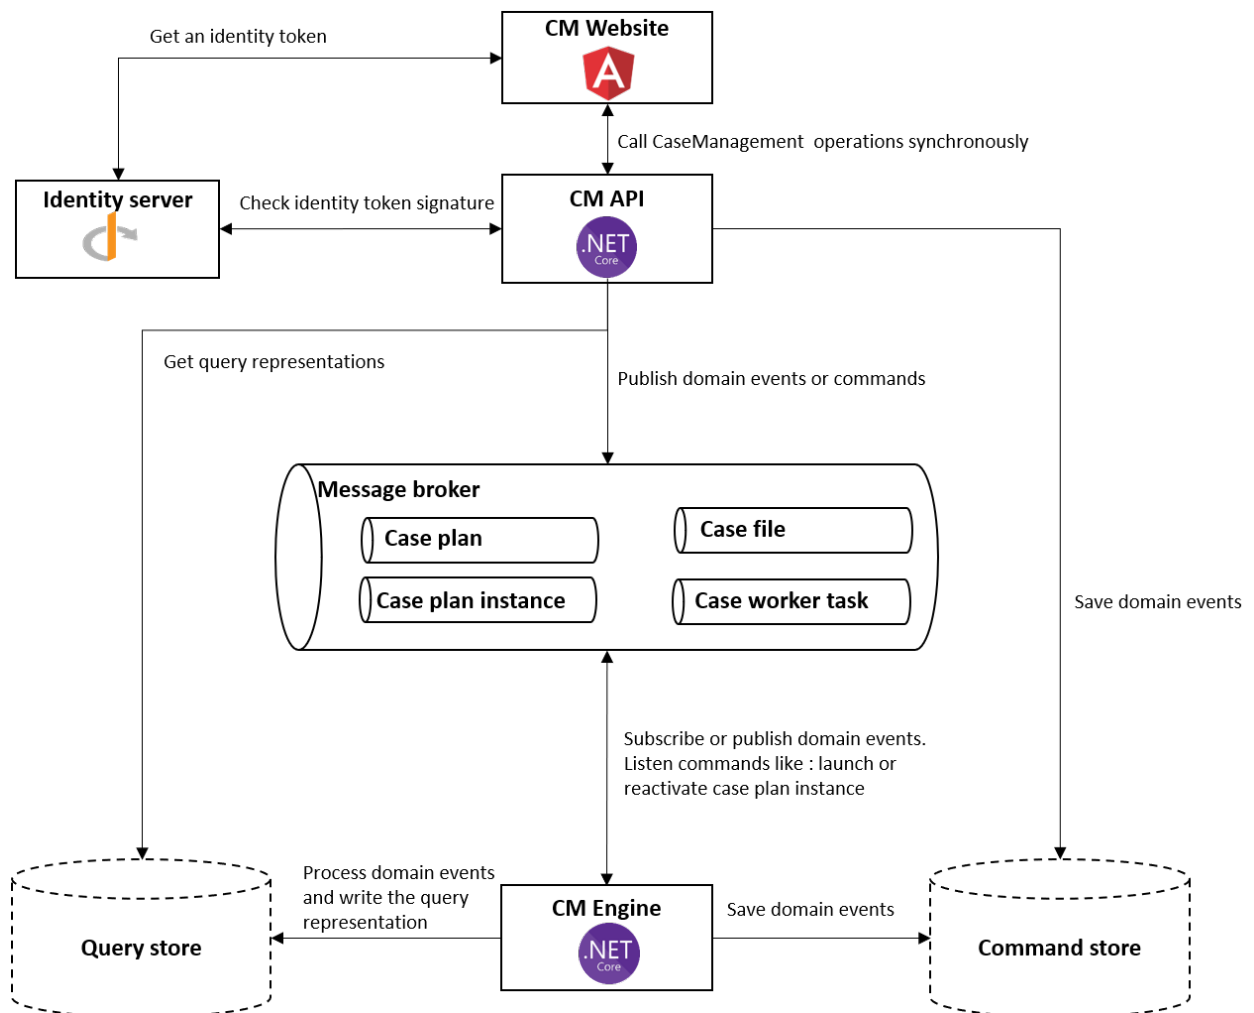 CM Website
Get an identity token
Call CaseManagement  operations synchronously
Identity server
Check identity token signature
CM API
.NET
Core
Get query representations
Publish domain events or commands
Message broker
Case plan
Case file
Case plan instance
Case worker task
Save domain events
Subscribe or publish domain events.
Listen commands like : launch or
reactivate case plan instance
Process domain events
and write the query
representation
CM Engine
.NET
Core
Save domain events
Query store
Command store